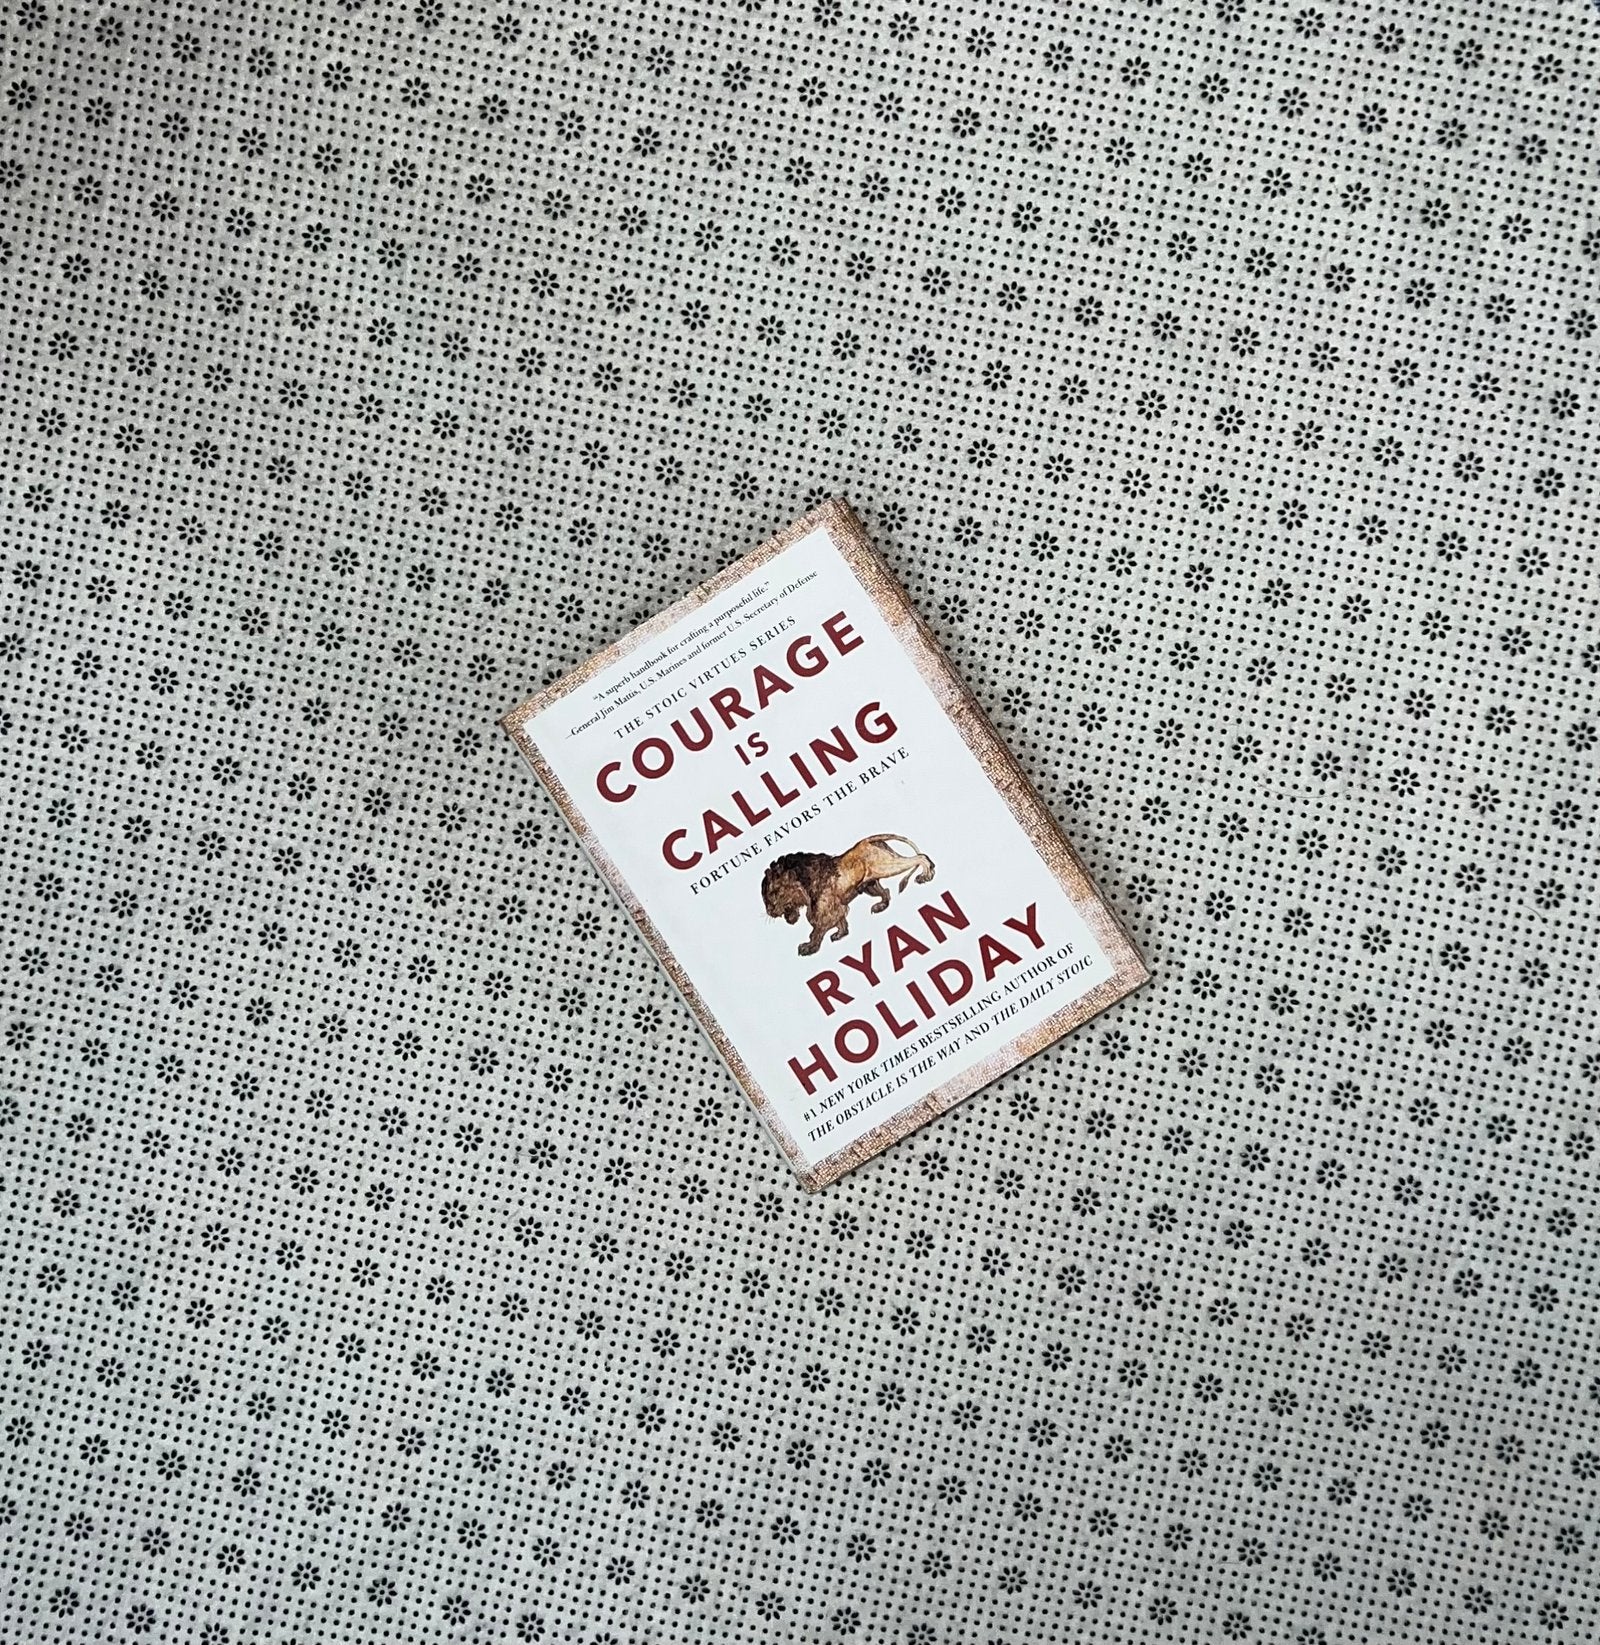 “A superb handbook for crafting a purposeful life.”
—General Jim Mattis, U.S. Marines and former U.S. Secretary of Defense
THE STOIC VIRTUES SERIES
COURAGE
IS
CALLING
FORTUNE FAVORS THE BRAVE
RYAN
HOLIDAY
#1 NEW YORK TIMES BESTSELLING AUTHOR OF
THE OBSTACLE IS THE WAY AND THE DAILY STOIC